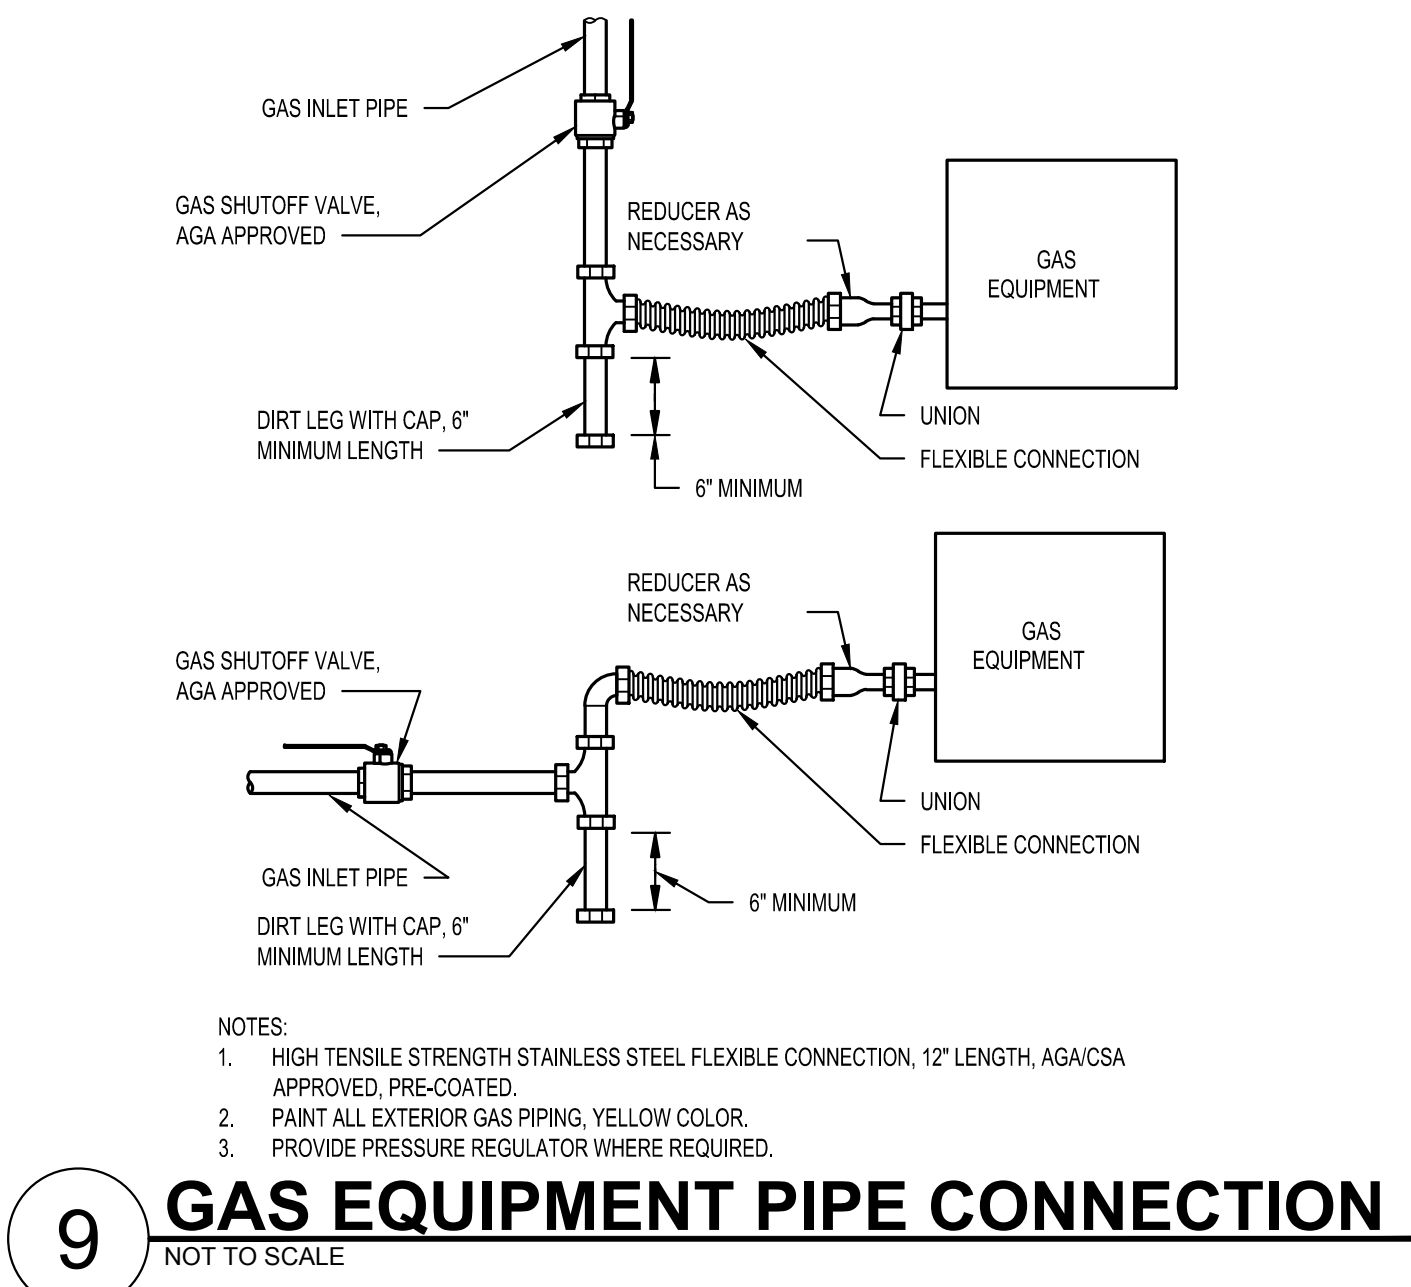 GAS INLET PIPE
GAS SHUTOFF VALVE,
AGA APPROVED
REDUCER AS
NECESSARY
GAS
EQUIPMENT
DIRT LEG WITH CAP, 6"
MINIMUM LENGTH
UNION
FLEXIBLE CONNECTION
6" MINIMUM
REDUCER AS
NECESSARY
GAS
EQUIPMENT
GAS SHUTOFF VALVE,
AGA APPROVED
UNION
FLEXIBLE CONNECTION
GAS INLET PIPE
6" MINIMUM
DIRT LEG WITH CAP, 6"
MINIMUM LENGTH
NOTES:
1. HIGH TENSILE STRENGTH STAINLESS STEEL FLEXIBLE CONNECTION, 12" LENGTH, AGA/CSA
APPROVED, PRE-COATED.
2. PAINT ALL EXTERIOR GAS PIPING, YELLOW COLOR.
3. PROVIDE PRESSURE REGULATOR WHERE REQUIRED.
9 GAS EQUIPMENT PIPE CONNECTION
NOT TO SCALE